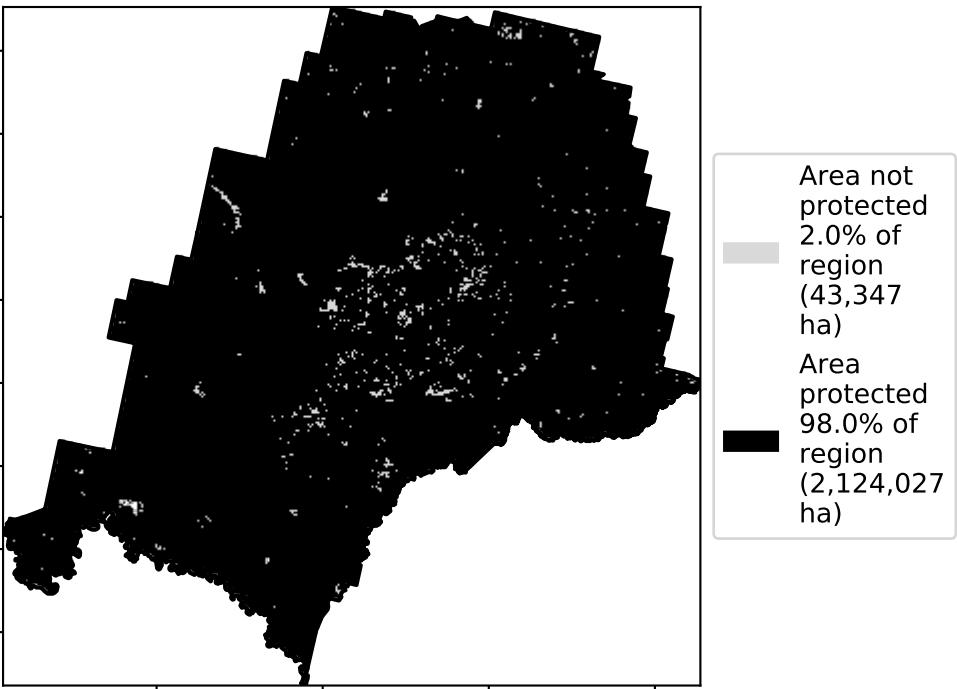 Area not
protected
2.0% of
region
(43,347
ha)
Area
protected
98.0% of
region
(2,124,027
ha)